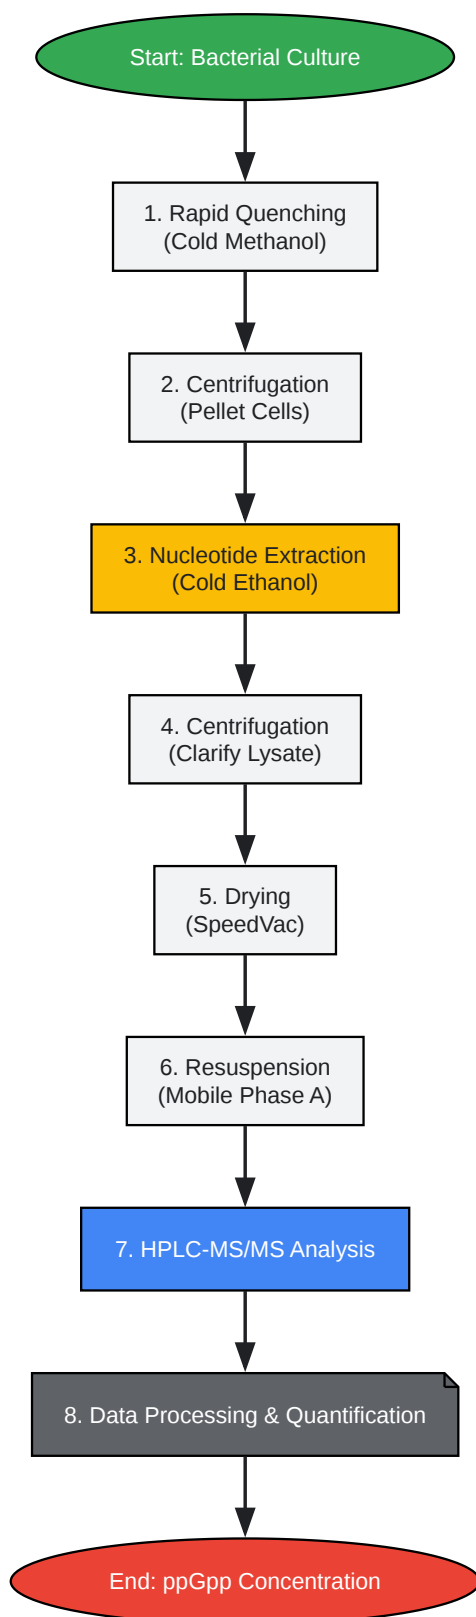 Start: Bacterial Culture
1. Rapid Quenching
(Cold Methanol)
2. Centrifugation
(Pellet Cells)
3. Nucleotide Extraction
(Cold Ethanol)
4. Centrifugation
(Clarify Lysate)
5. Drying
(SpeedVac)
6. Resuspension
(Mobile Phase A)
7. HPLC-MS/MS Analysis
8. Data Processing & Quantification
End: ppGpp Concentration